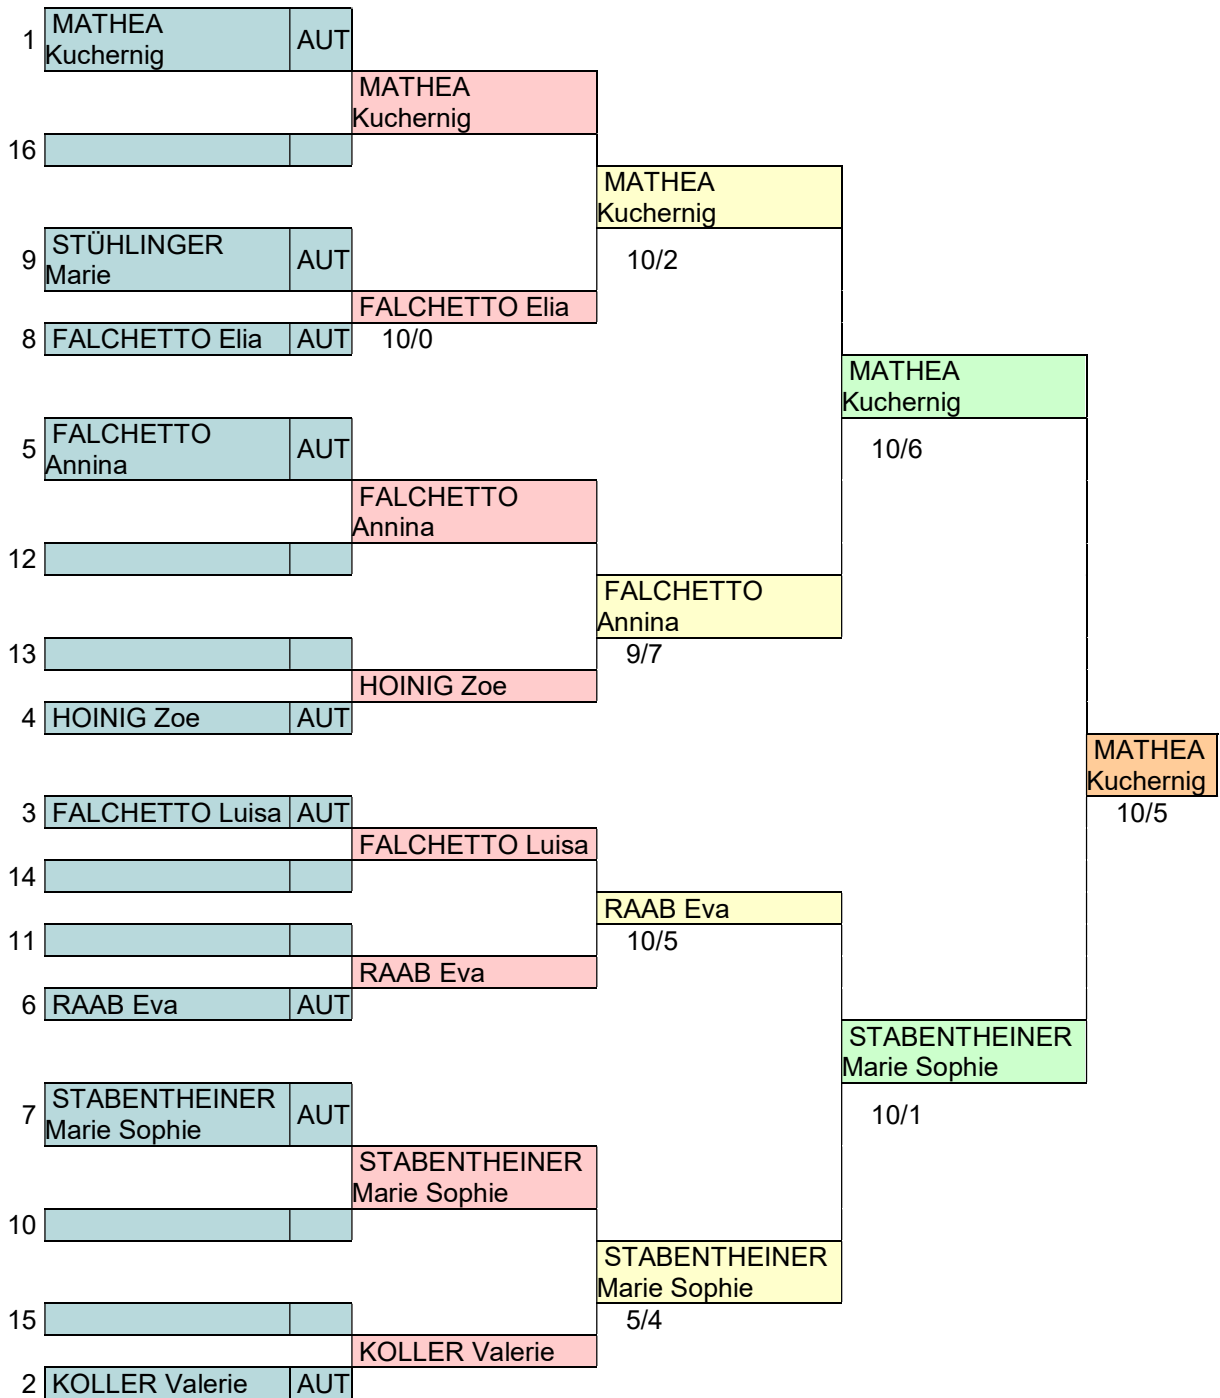 1 MATHEA
Kuchernig AUT
MATHEA
Kuchernig
16
MATHEA
Kuchernig
9 STÜHLINGER
Marie AUT
10/2
FALCHETTO Elia
8 FALCHETTO Elia AUT
10/0
MATHEA
Kuchernig
5 FALCHETTO
Annina AUT
10/6
FALCHETTO
Annina
12
FALCHETTO
Annina
13
9/7
HOINIG Zoe
4 HOINIG Zoe AUT
MATHEA
Kuchernig
3 FALCHETTO Luisa AUT
10/5
FALCHETTO Luisa
14
RAAB Eva
11
10/5
RAAB Eva
6 RAAB Eva AUT
STABENTHEINER
Marie Sophie
7 STABENTHEINER
Marie Sophie AUT
10/1
STABENTHEINER
Marie Sophie
10
STABENTHEINER
Marie Sophie
15
5/4
KOLLER Valerie
2 KOLLER Valerie AUT